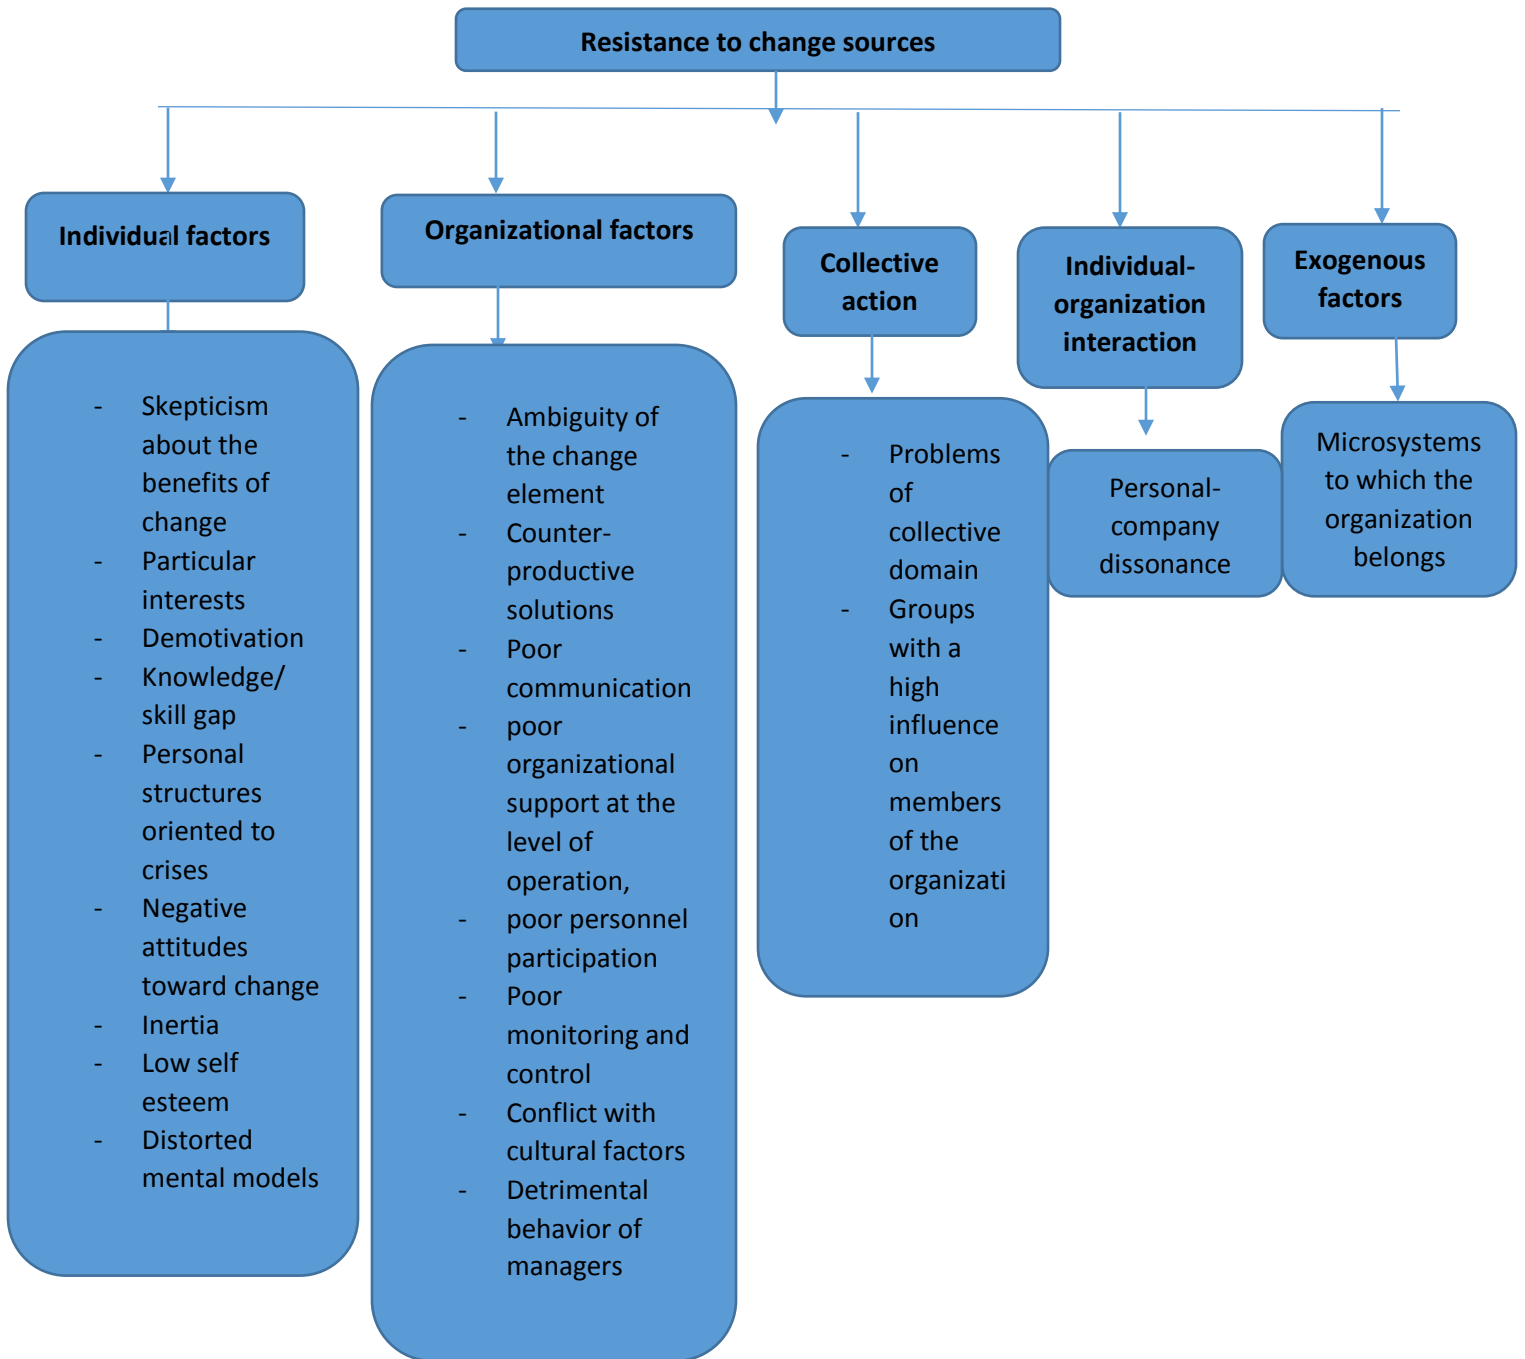 Resistance to change sources
Individual factors
Organizational factors
Collective
action
Individual-
organization
interaction
Exogenous
factors
- Skepticism
about the
benefits of
change
- Particular
interests
- Demotivation
- Knowledge/
skill gap
- Personal
structures
oriented to
crises
- Negative
attitudes
toward change
- Inertia
- Low self
esteem
- Distorted
mental models
- Ambiguity of
the change
element
- Counter-
productive
solutions
- Poor
communication
- poor
organizational
support at the
level of
operation,
- poor personnel
participation
- Poor
monitoring and
control
- Conflict with
cultural factors
- Detrimental
behavior of
managers
- Problems
of
collective
domain
- Groups
with a
high
influence
on
members
of the
organizati
on
Personal-
company
dissonance
Microsystems
to which the
organization
belongs